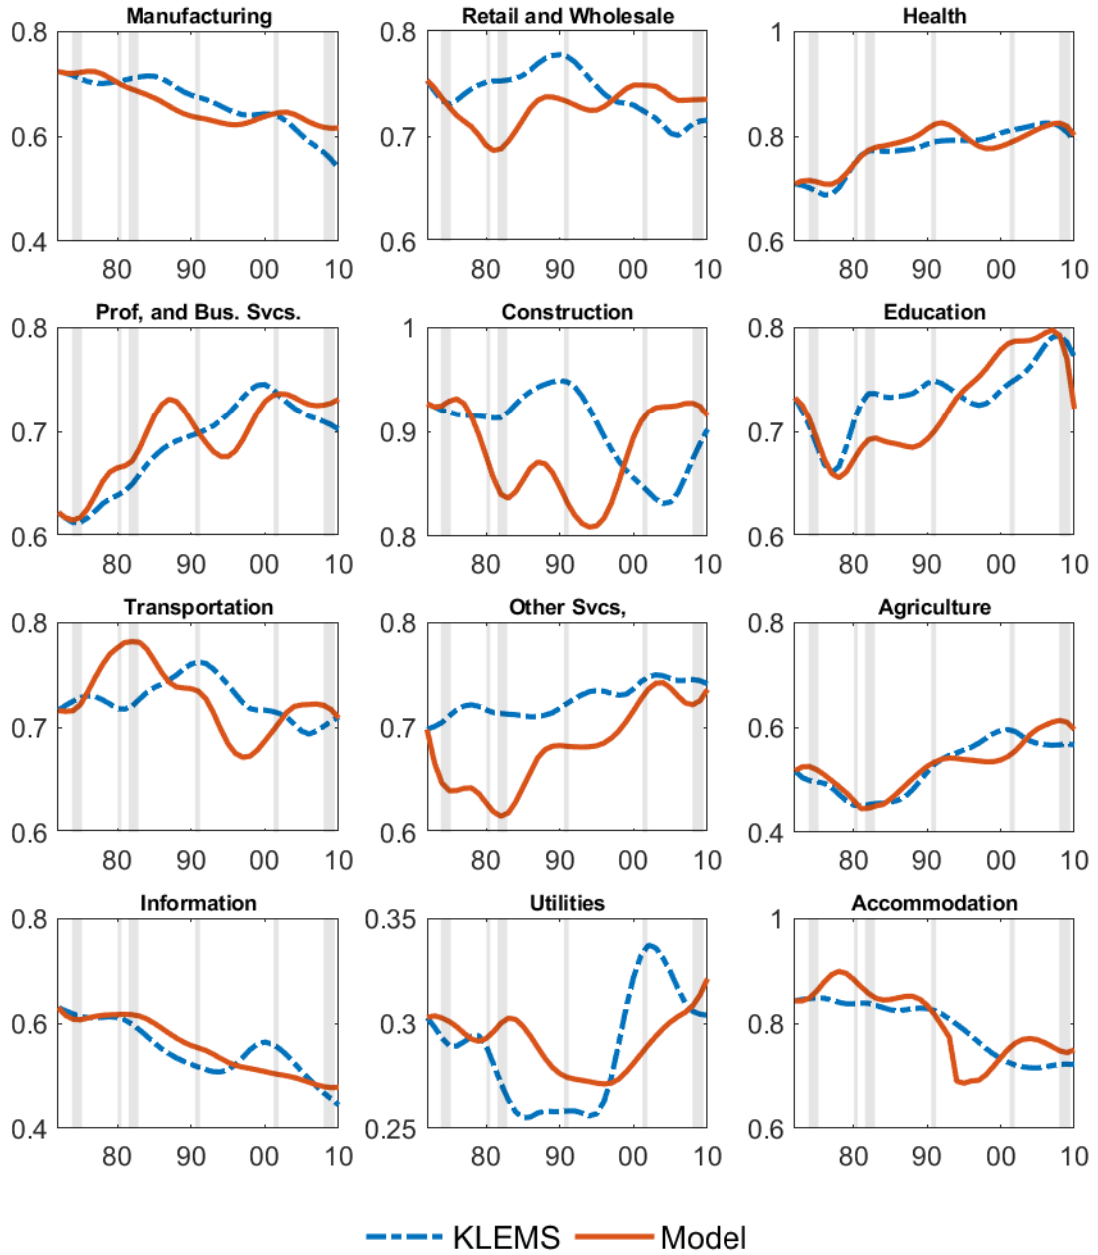 Manufacturing
0.8
0.6
0.4
80 90 00 10
Retail and Wholesale
0.8
0.7
0.6
80 90 00 10
Health
1
0.8
0.6
80 90 00 10
Prof, and Bus. Svcs.
0.8
0.7
0.6
80 90 00 10
Construction
1
0.9
0.8
80 90 00 10
Education
0.8
0.7
0.6
80 90 00 10
Transportation
0.8
0.7
0.6
80 90 00 10
Other Svcs,
0.8
0.7
0.6
80 90 00 10
Agriculture
0.8
0.6
0.4
80 90 00 10
Information
0.8
0.6
0.4
80 90 00 10
Utilities
0.35
0.3
0.25
80 90 00 10
Accommodation
1
0.8
0.6
80 90 00 10
KLEMS Model